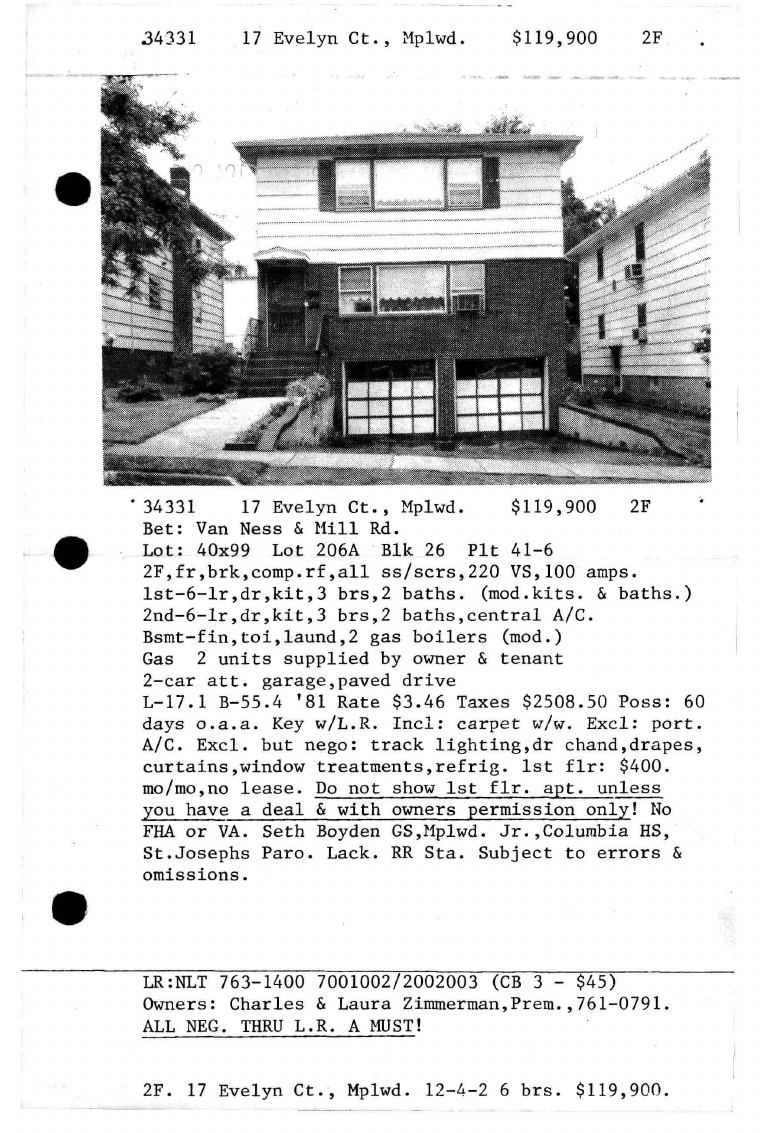 34331 17 Evelyn Ct., Mplwd. $119,900 2F
34331 17 Evelyn Ct., Mplwd. $119,900 2F
Bet: Van Ness & Mill Rd.
Lot: 40x99 Lot 206A Blk 26 Plt 41-6
2F,fr,brk,comp.rf,all ss/scrs,220 VS,100 amps.
1st-6-lr,dr,kit,3 brs,2 baths. (mod.kits. & baths.)
2nd-6-lr,dr,kit,3 brs,2 baths,central A/C.
Bsmt-fin,toi,laund,2 gas boilers (mod.)
Gas 2 units supplied by owner & tenant
2-car att. garage,paved drive
L-17.1 B-55.4 '81 Rate $3.46 Taxes $2508.50 Poss: 60
days o.a.a. Key w/L.R. Incl: carpet w/w. Excl: port.
A/C. Excl. but nego: track lighting,dr chand,drapes,
curtains,window treatments,refrig. 1st flr: $400.
mo/mo,no lease. Do not show 1st flr. apt. unless
you have a deal & with owners permission only! No
FHA or VA. Seth Boyden GS,Mplwd. Jr.,Columbia HS,
St.Josephs Paro. Lack. RR Sta. Subject to errors &
omissions.
LR:NLT 763-1400 7001002/2002003 (CB 3 - $45)
Owners: Charles & Laura Zimmerman,Prem.,761-0791.
ALL NEG. THRU L.R. A MUST!
2F. 17 Evelyn Ct., Mplwd. 12-4-2 6 brs. $119,900.